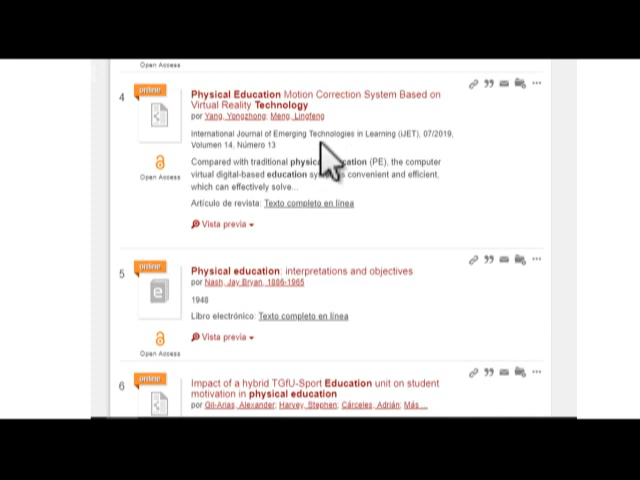 Open Access
4
online
Physical Education Motion Correction System Based on
Virtual Reality Technology
por Yang, Yongzhong; Meng, Lingfeng
International Journal of Emerging Technologies in Learning (iJET), 07/2019,
Volumen 14, Número 13
Open Access
Compared with traditional physic cation (PE), the computer
virtual digital-based education sys s convenient and efficient,
which can effectively solve...
Artículo de revista: Texto completo en línea
Vista previa
5
online
Physical education: interpretations and objectives
por Nash, Jay Bryan, 1886-1965
1948
Libro electrónico: Texto completo en línea
Vista previa
Open Access
6
online
Impact of a hybrid TGfU-Sport Education unit on student
motivation in physical education
por Gil-Arias, Alexander; Harvey, Stephen; Cárceles, Adrián; Más ...